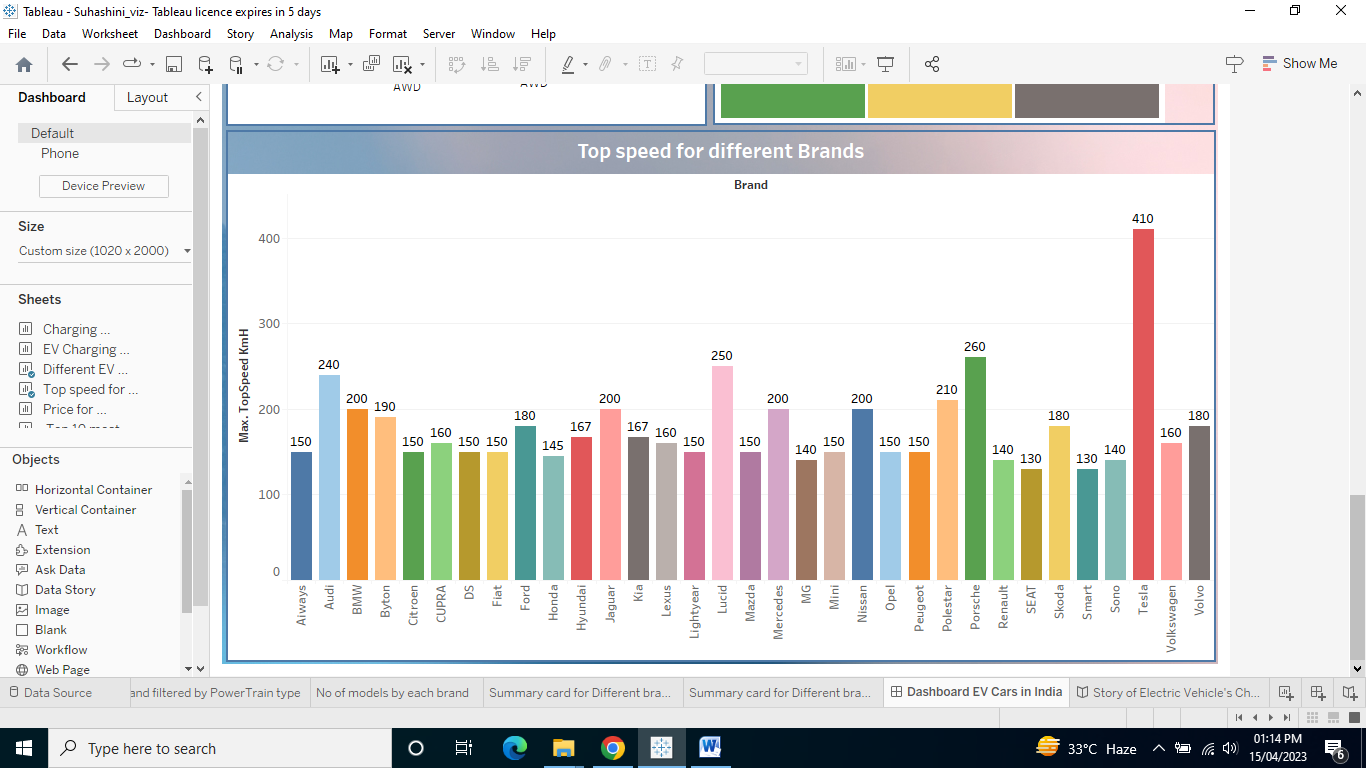 Tableau - Suhashini_viz- Tableau licence expires in 5 days
File Data Worksheet Dashboard Story Analysis Map Format Server Window Help
Show Me
Dashboard Layout
Default
Phone
Device Preview
Size
Custom size (1020 x 2000)
Sheets
Charging ...
EV Charging ...
Different EV ...
Top speed for ...
Price for ...
Objects
Horizontal Container
Vertical Container
Text
Extension
Ask Data
Data Story
Image
Blank
Workflow
Web Page
AWD
AWD
Top speed for different Brands
Brand
Max. TopSpeed KmH
400
300
200
100
0
150 240 200 190 150 160 150 150 180 145 167 200 167 160 150 250 150 200 140 150 200 150 150 210 260 140 130 180 130 140 410 160 180
Aiways Audi BMW Byton Citroen CUPRA DS Fiat Ford Honda Hyundai Jaguar Kia Lexus Lightyear Lucid Mazda Mercedes MG Mini Nissan Opel Peugeot Polestar Porsche Renault SEAT Skoda Smart Sono Tesla Volkswagen Volvo
Data Source and filtered by PowerTrain type No of models by each brand Summary card for Different bra... Summary card for Different bra... Dashboard EV Cars in India Story of Electric Vehicle's Ch...
Type here to search
33°C Haze
01:14 PM
15/04/2023
6